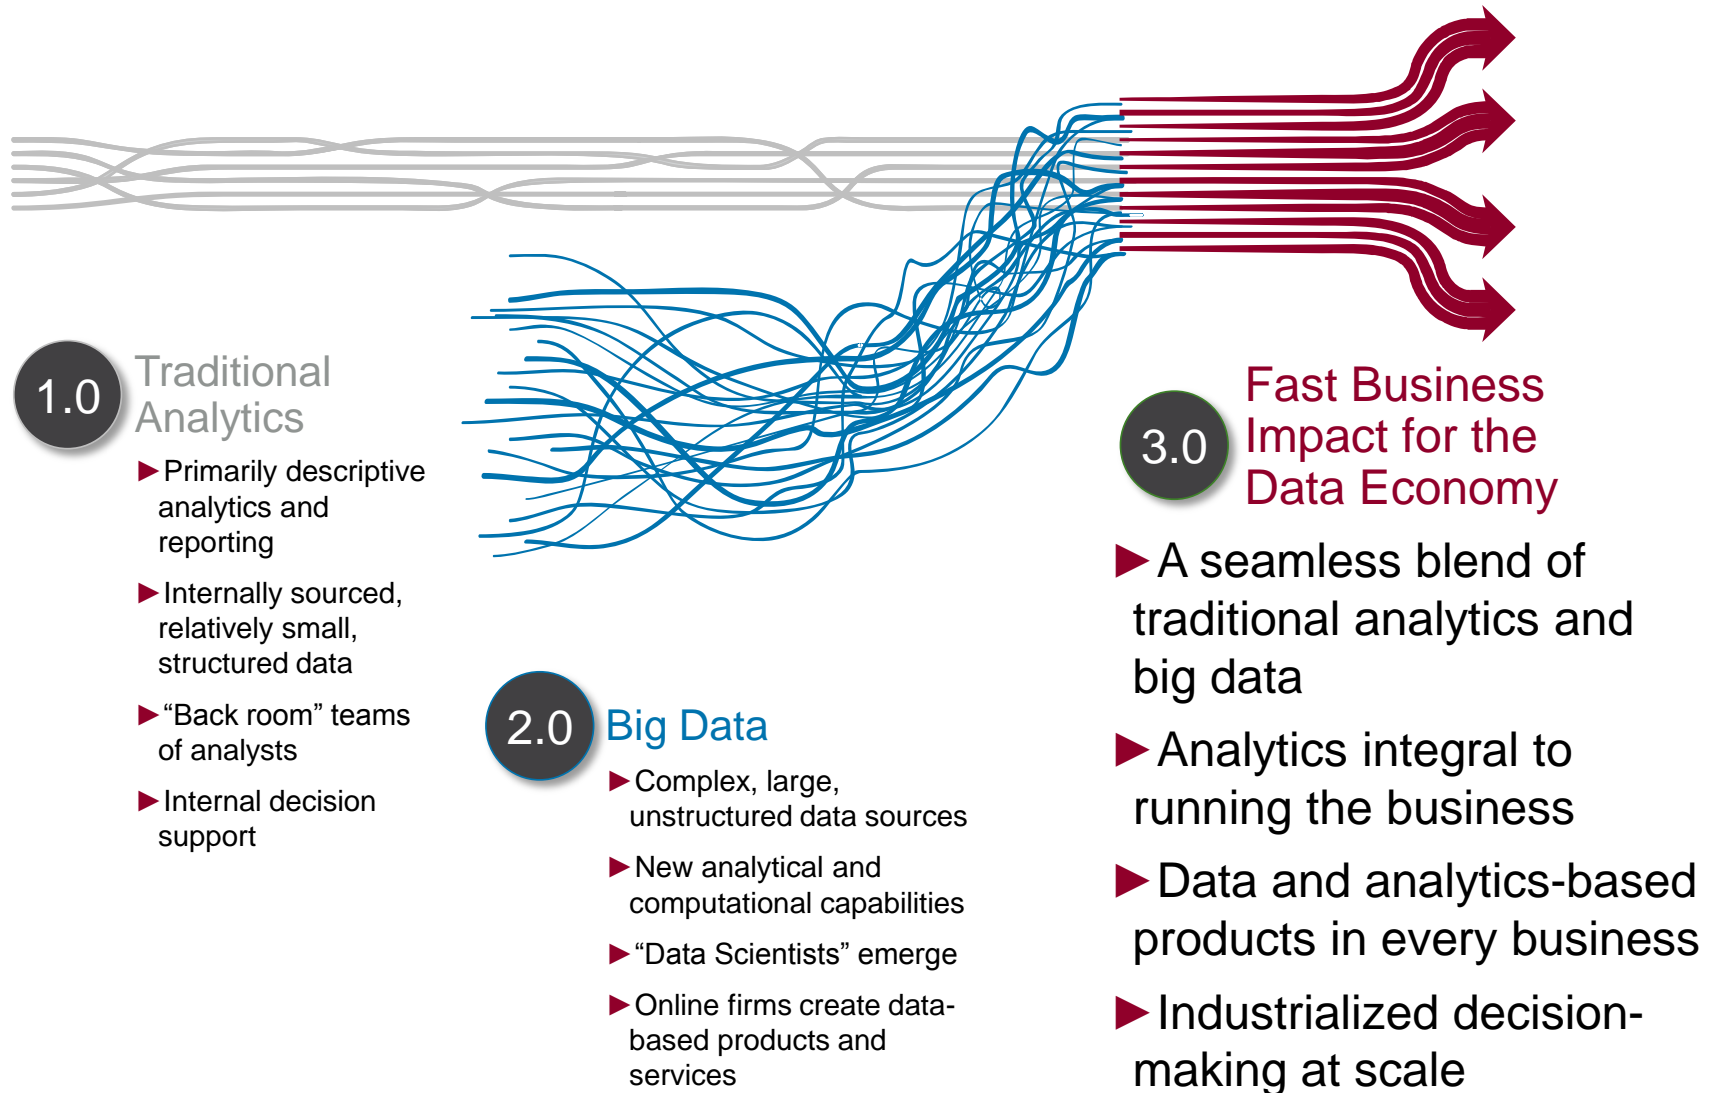 1.0
Traditional
Analytics
►Primarily descriptive
analytics and
reporting
►Internally sourced,
relatively small,
structured data
►“Back room” teams
of analysts
►Internal decision
support
2.0
Big Data
►Complex, large,
unstructured data sources
►New analytical and
computational capabilities
►“Data Scientists” emerge
►Online firms create data-
based products and
services
3.0
Fast Business
Impact for the
Data Economy
►A seamless blend of
traditional analytics and
big data
►Analytics integral to
running the business
►Data and analytics-based
products in every business
►Industrialized decision-
making at scale